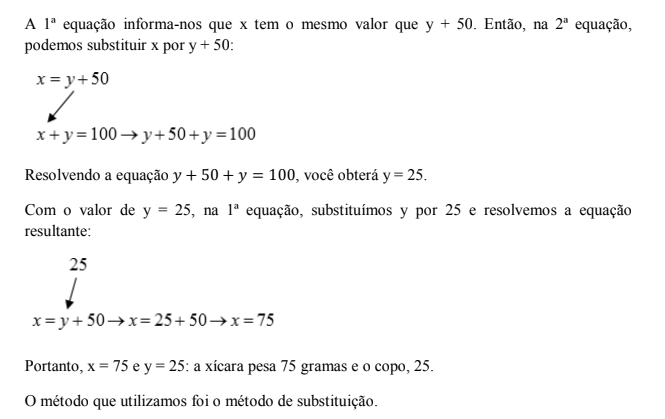 A 1ª equação informa-nos que x tem o mesmo valor que y + 50. Então, na 2ª equação,
podemos substituir x por y + 50:
x = y + 50
x + y = 100 → y + 50 + y = 100
Resolvendo a equação y + 50 + y = 100, você obterá y = 25.
Com o valor de y = 25, na 1ª equação, substituímos y por 25 e resolvemos a equação
resultante:
25
x = y + 50 → x = 25 + 50 → x = 75
Portanto, x = 75 e y = 25: a xícara pesa 75 gramas e o copo, 25.
O método que utilizamos foi o método de substituição.